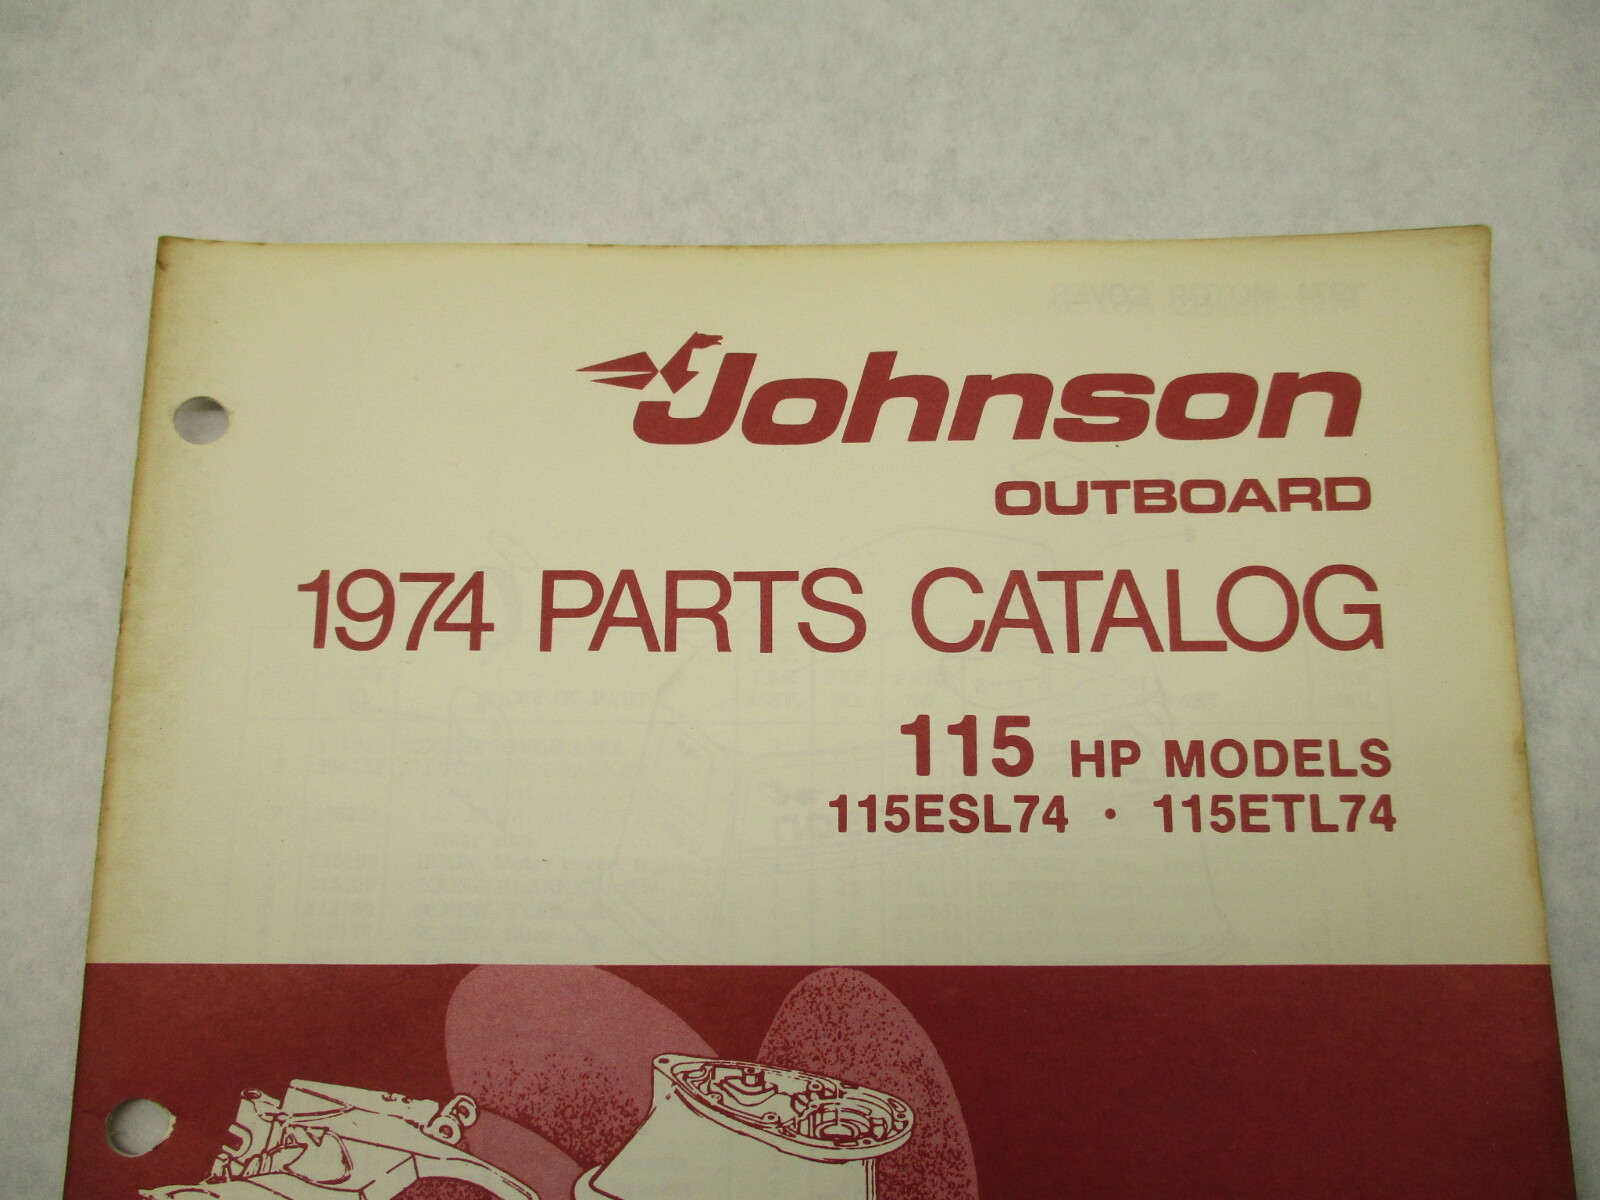 Johnson
OUTBOARD
1974 PARTS CATALOG
115 HP MODELS
115ESL74 · 115ETL74